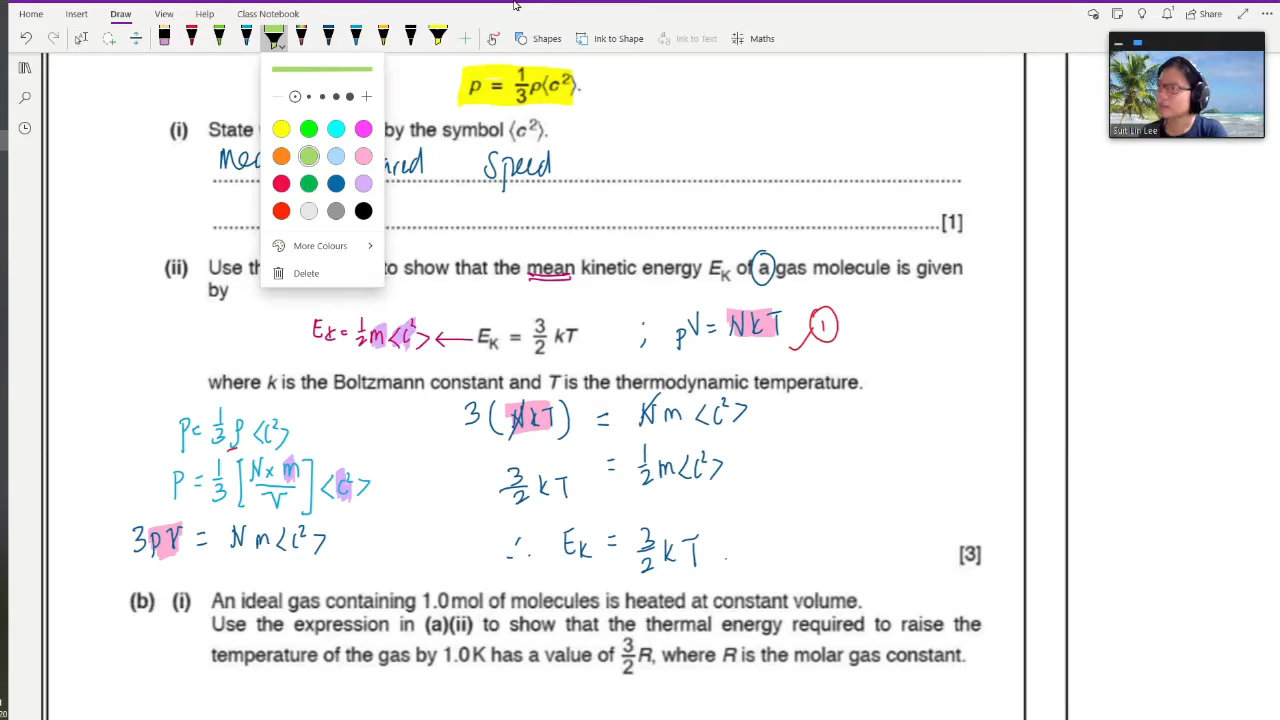 Home Insert Draw View Help Class Notebook Share
Shapes Ink to Shape Ink to Text Maths
p = 1/3 ρ⟨c²⟩.
(i) State by the symbol ⟨c²⟩.
Speed
[1]
(ii) Use to show that the mean kinetic energy E_K of a gas molecule is given
by
E_K = 1/2 m<c²> ← E_K = 3/2 kT ; pV = NkT ①
where k is the Boltzmann constant and T is the thermodynamic temperature.
p = 1/3 ρ <c²>
P = 1/3 [N × m / V] <c²>
3pV = Nm<c²>
3(NkT) = Nm<c²>
3/2 kT = 1/2 m<c²>
∴ E_K = 3/2 kT
[3]
(b) (i) An ideal gas containing 1.0 mol of molecules is heated at constant volume.
Use the expression in (a)(ii) to show that the thermal energy required to raise the
temperature of the gas by 1.0 K has a value of 3/2 R, where R is the molar gas constant.
More Colours
Delete
Suit Lin Lee
20